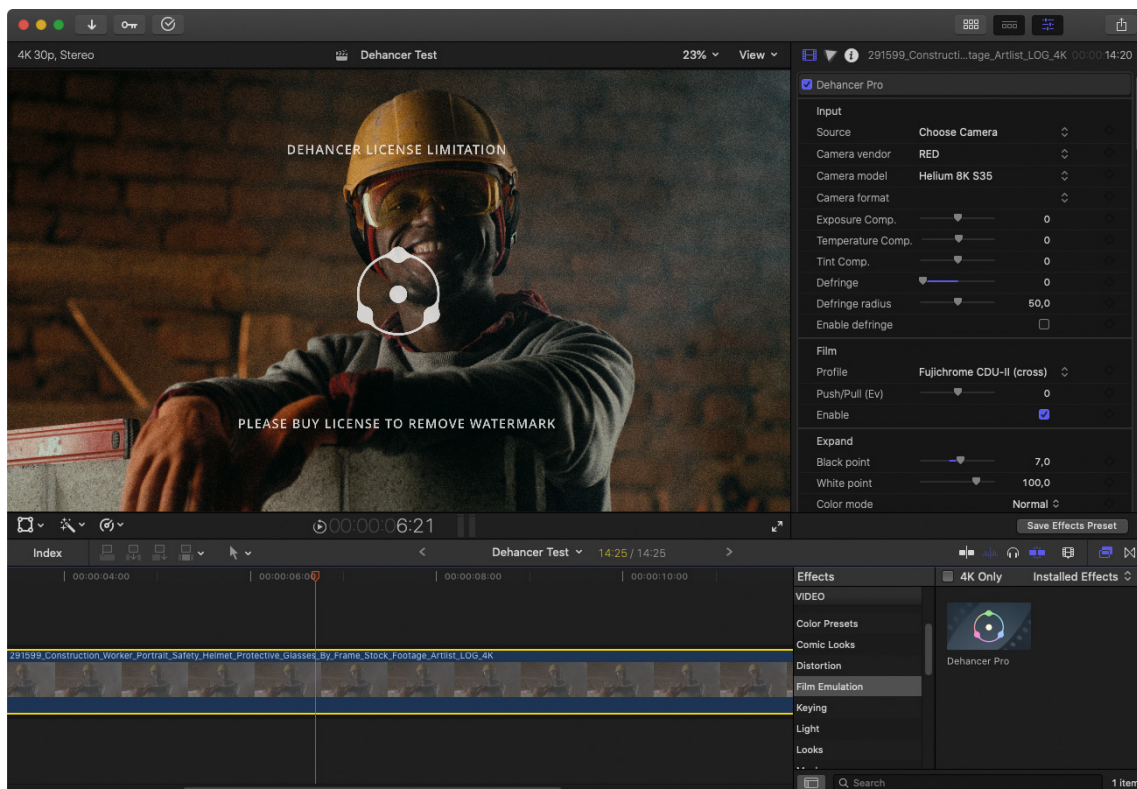 4K 30p, Stereo
Dehancer Test
23%
View
291599_Constructi...tage_Artlist_LOG_4K
00:00:14:20
DEHANCER LICENSE LIMITATION
PLEASE BUY LICENSE TO REMOVE WATERMARK
Dehancer Pro
Input
Source Choose Camera
Camera vendor RED
Camera model Helium 8K S35
Camera format
Exposure Comp. 0
Temperature Comp. 0
Tint Comp. 0
Defringe 0
Defringe radius 50,0
Enable defringe
Film
Profile Fujichrome CDU-II (cross)
Push/Pull (Ev) 0
Enable
Expand
Black point 7,0
White point 100,0
Color mode Normal
00:00:06:21
Save Effects Preset
Index
Dehancer Test 14:25 / 14:25
00:00:04:00
00:00:06:00
00:00:08:00
00:00:10:00
291599_Construction_Worker_Portrait_Safety_Helmet_Protective_Glasses_By_Frame_Stock_Footage_Artlist_LOG_4K
Effects
4K Only
Installed Effects
VIDEO
Color Presets
Comic Looks
Distortion
Film Emulation
Keying
Light
Looks
Dehancer Pro
Search
1 item